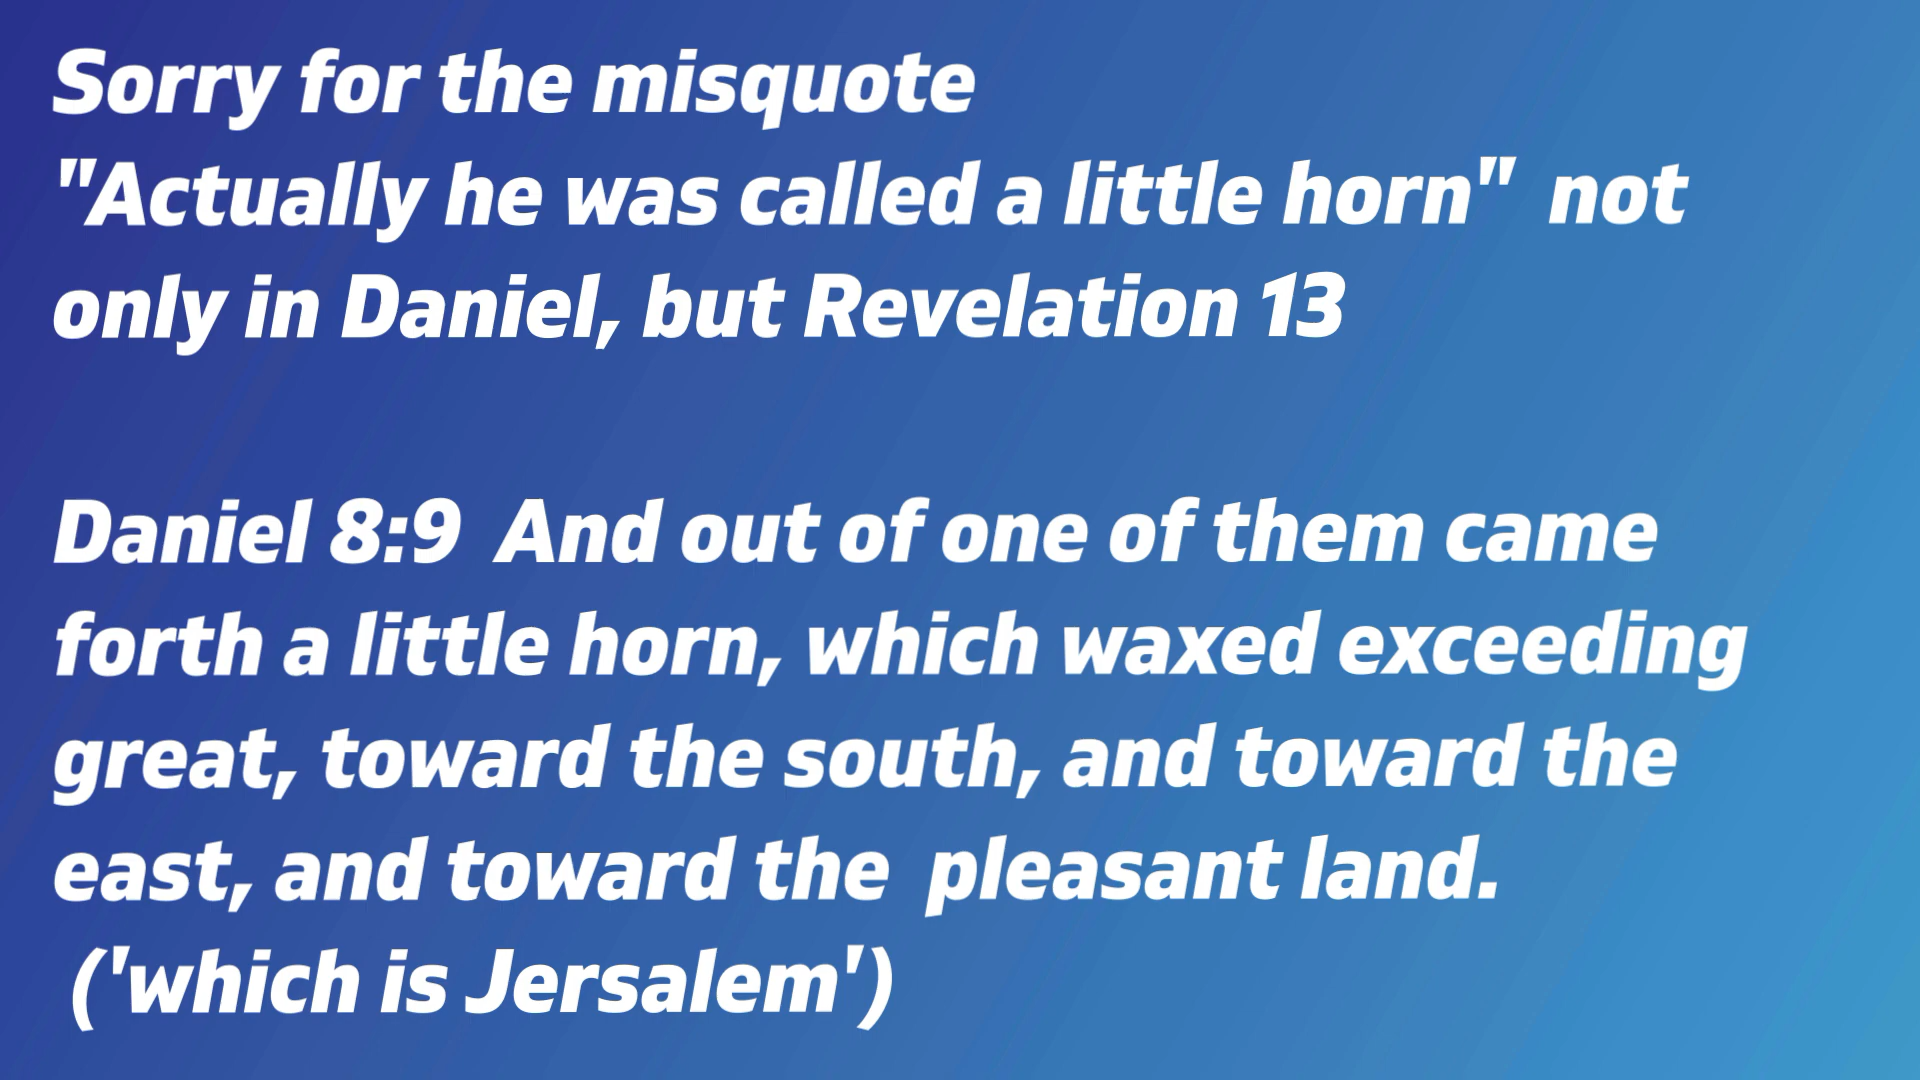 Sorry for the misquote
"Actually he was called a little horn"  not
only in Daniel, but Revelation 13
Daniel 8:9  And out of one of them came
forth a little horn, which waxed exceeding
great, toward the south, and toward the
east, and toward the  pleasant land.
('which is Jersalem')